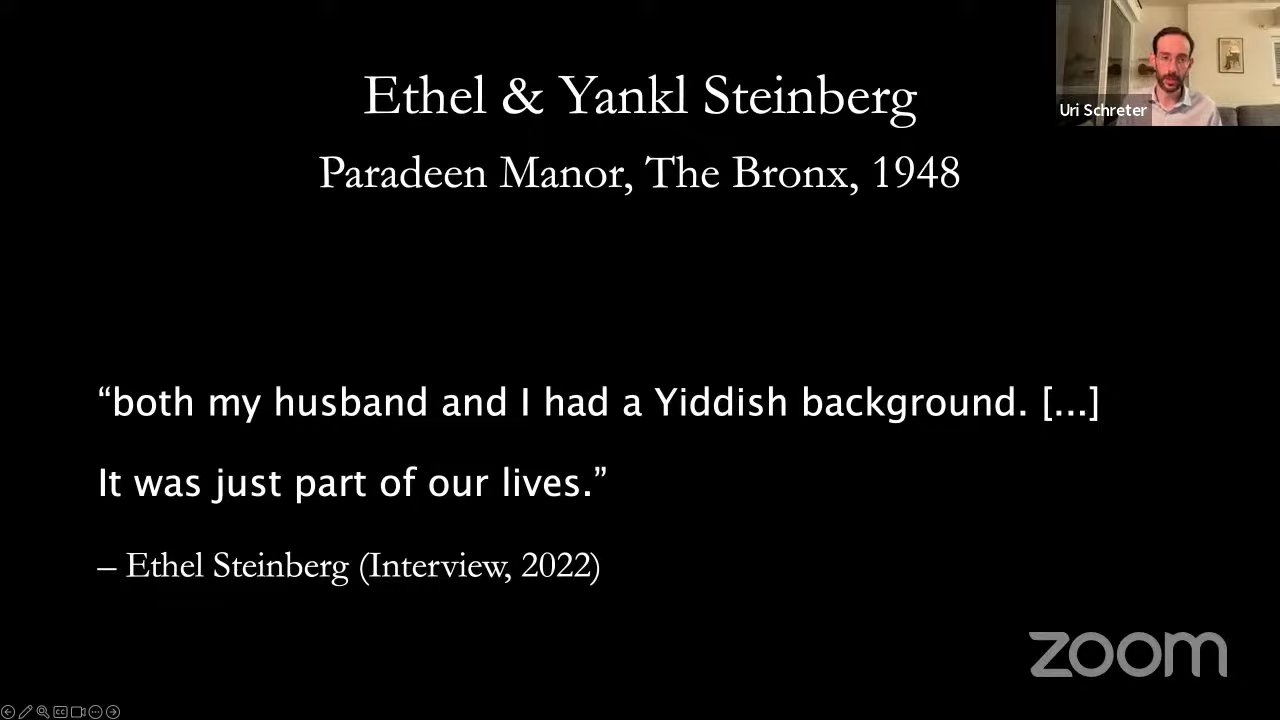 Ethel & Yankl Steinberg
Paradeen Manor, The Bronx, 1948
Uri Schreter
“both my husband and I had a Yiddish background. [...]
It was just part of our lives.”
– Ethel Steinberg (Interview, 2022)
zoom
CC